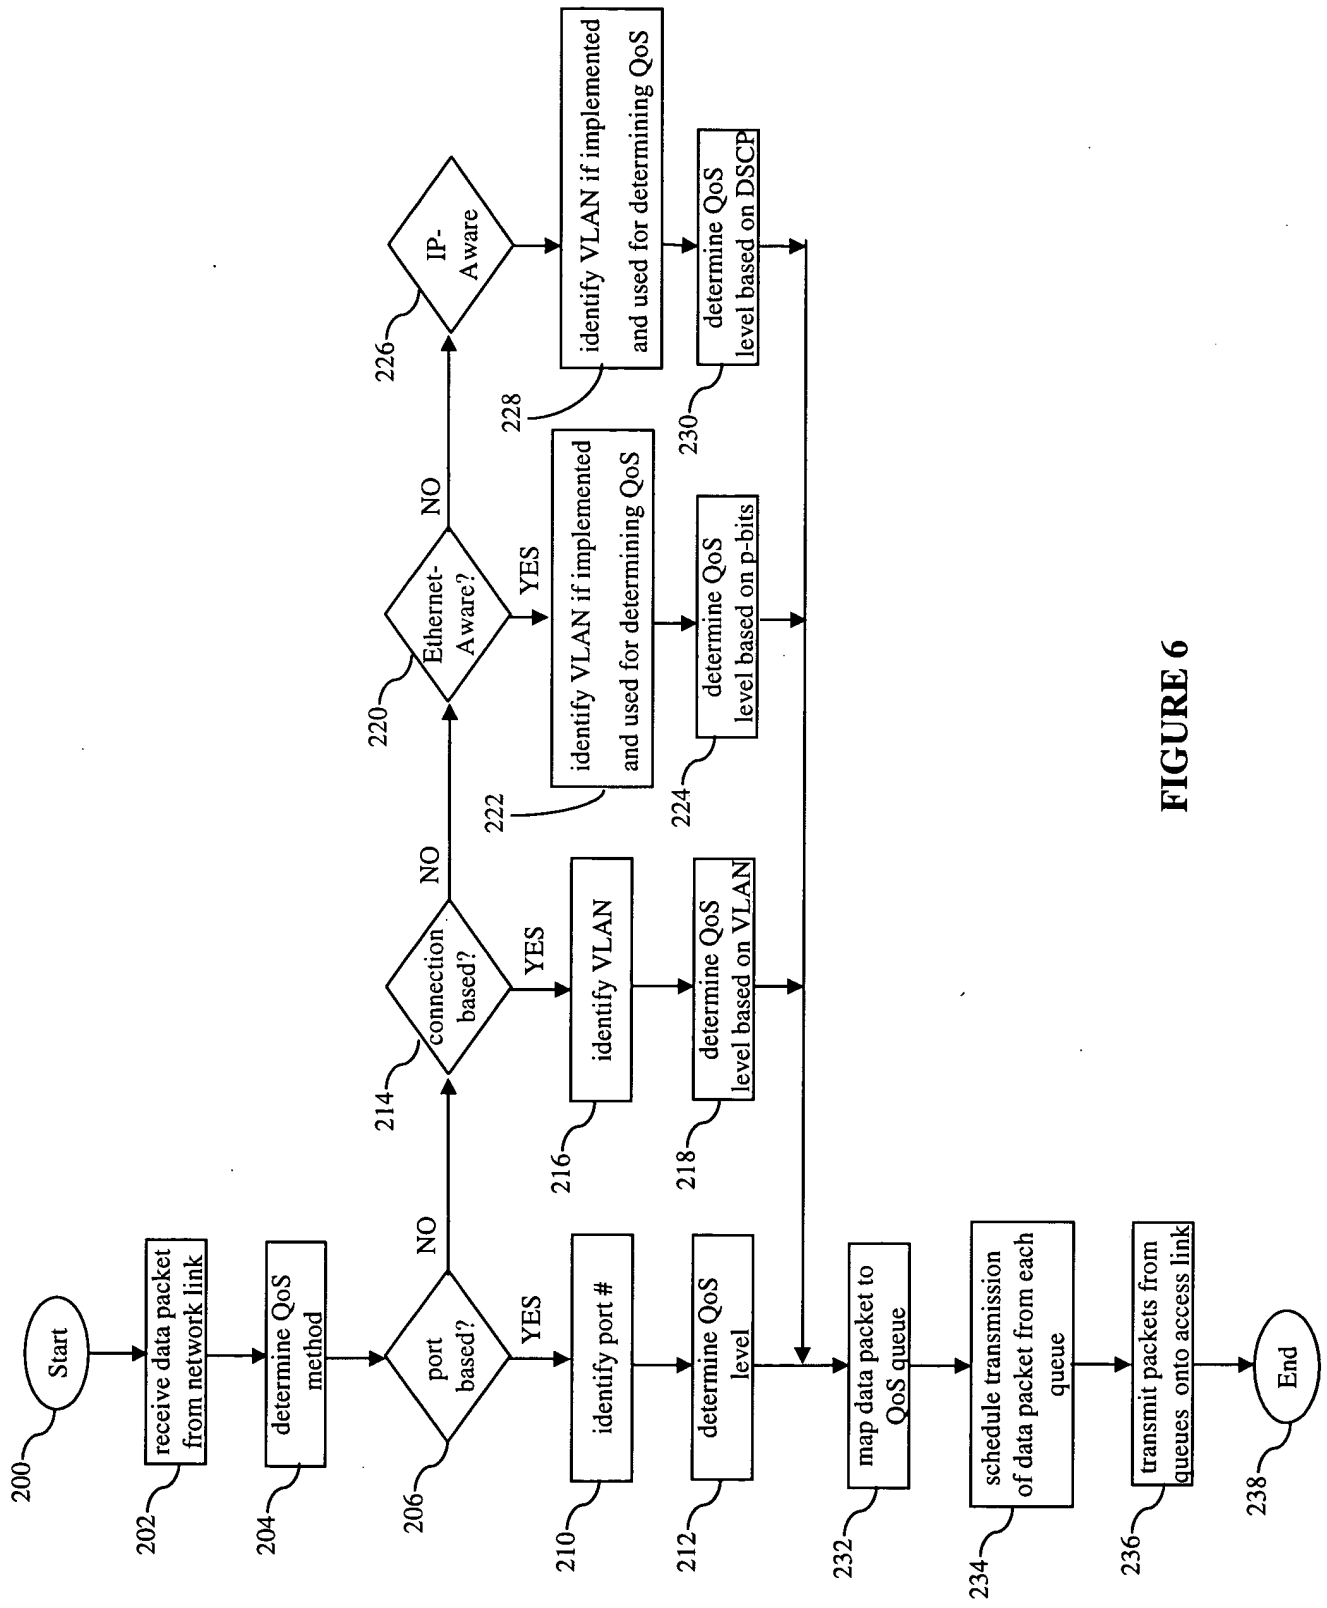 Start
200
receive data packet
from network link
202
determine QoS
method
204
port
based?
206
NO
YES
identify port #
210
determine QoS
level
212
connection
based?
214
NO
YES
identify VLAN
216
determine QoS
level based on VLAN
218
Ethernet-
Aware?
220
NO
YES
identify VLAN if implemented
and used for determining QoS
222
determine QoS
level based on p-bits
224
IP-
Aware
226
identify VLAN if implemented
and used for determining QoS
228
determine QoS
level based on DSCP
230
map data packet to
QoS queue
232
schedule transmission
of data packet from each
queue
234
transmit packets from
queues onto access link
236
End
238
FIGURE 6